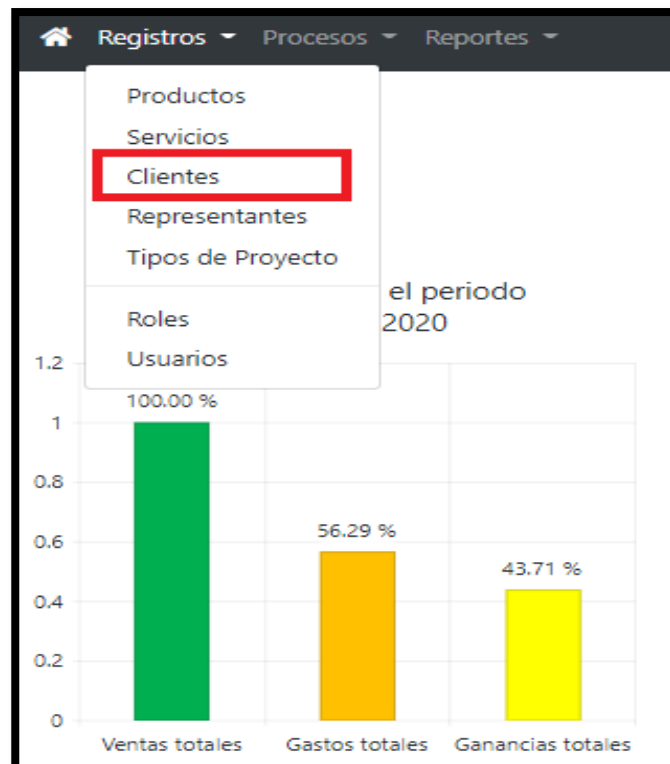 Registros Procesos Reportes
Productos
Servicios
Clientes
Representantes
Tipos de Proyecto
Roles
Usuarios
el periodo
2020
1.2
1
0.8
0.6
0.4
0.2
0
100.00 %
56.29 %
43.71 %
Ventas totales Gastos totales Ganancias totales